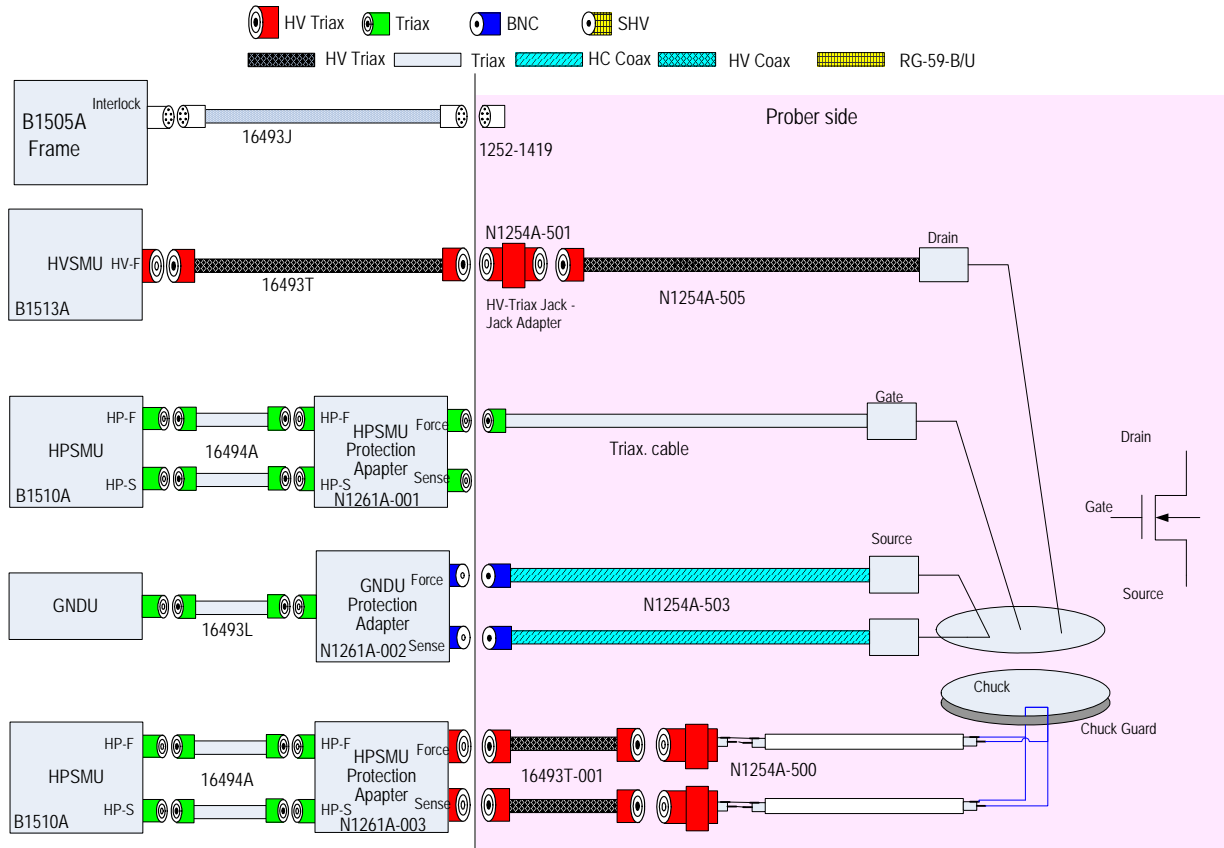 HV Triax
Triax
BNC
SHV
HV Triax
Triax
HC Coax
HV Coax
RG-59-B/U
Interlock
B1505A
Frame
16493J
1252-1419
Prober side
HVSMU
HV-F
B1513A
16493T
N1254A-501
HV-Triax Jack -
Jack Adapter
N1254A-505
Drain
HP-F
HPSMU
HP-S
B1510A
16494A
HP-F
HPSMU
Protection
Apapter
HP-S
N1261A-001
Force
Sense
Triax. cable
Gate
Drain
Gate
Source
GNDU
16493L
GNDU
Protection
Adapter
N1261A-002
Force
Sense
N1254A-503
Source
Chuck
Chuck Guard
HP-F
HPSMU
HP-S
B1510A
16494A
HP-F
HPSMU
Protection
Apapter
HP-S
N1261A-003
Force
Sense
16493T-001
N1254A-500